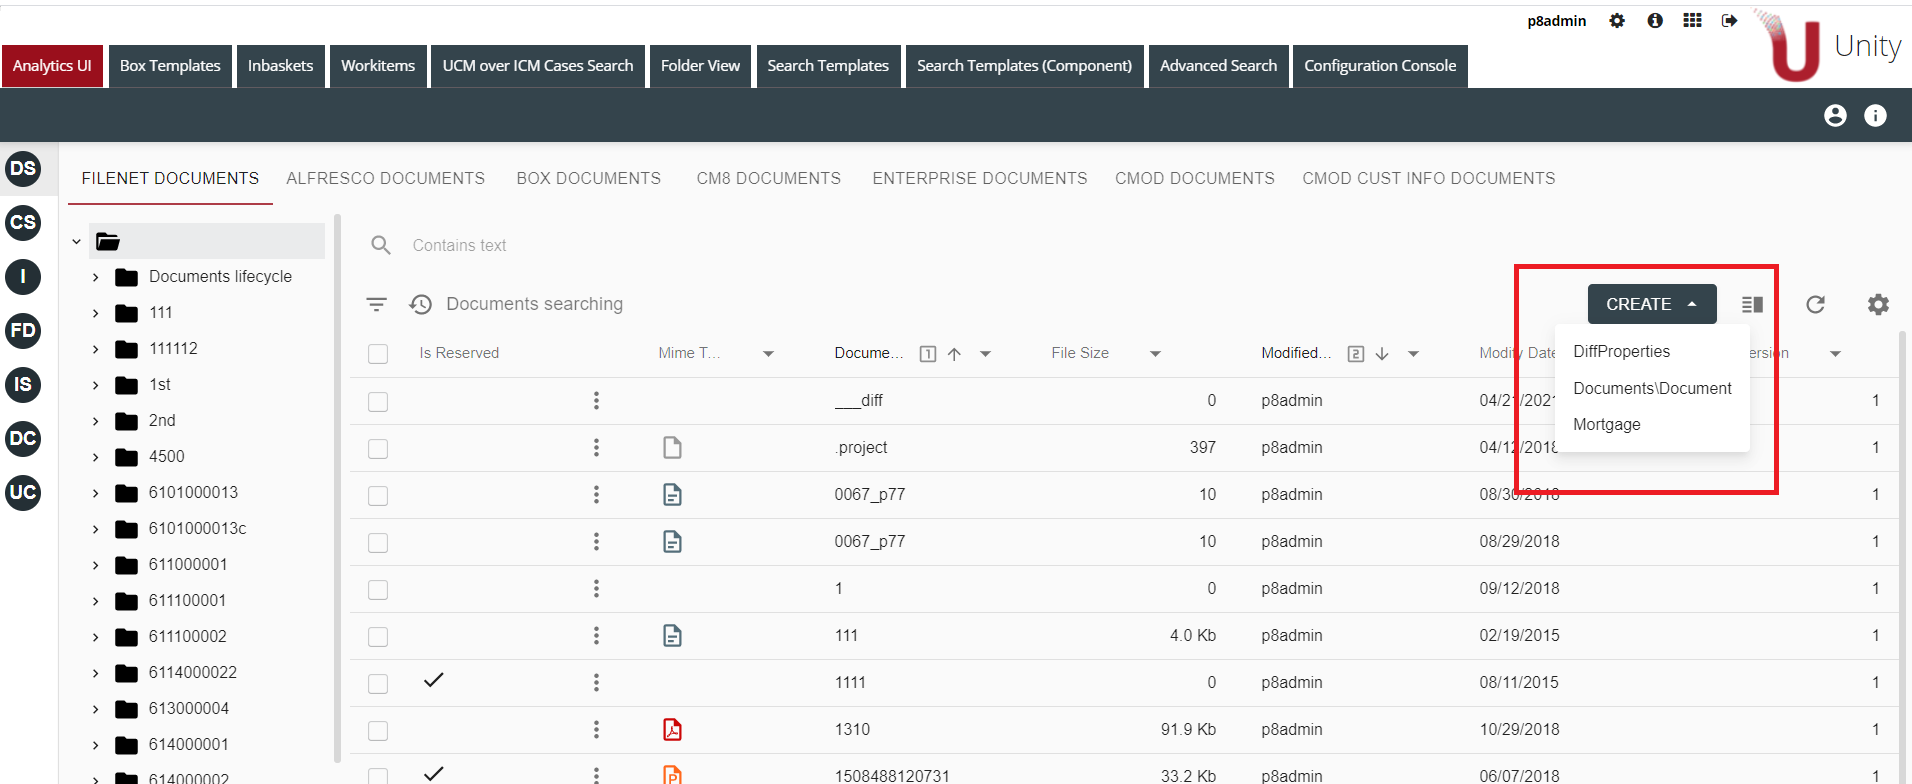 p8admin
Unity
Analytics UI
Box Templates
Inbaskets
Workitems
UCM over ICM Cases Search
Folder View
Search Templates
Search Templates (Component)
Advanced Search
Configuration Console
DS
CS
I
FD
IS
DC
UC
FILENET DOCUMENTS
ALFRESCO DOCUMENTS
BOX DOCUMENTS
CM8 DOCUMENTS
ENTERPRISE DOCUMENTS
CMOD DOCUMENTS
CMOD CUST INFO DOCUMENTS
Documents lifecycle
111
111112
1st
2nd
4500
6101000013
6101000013c
611000001
611100001
611100002
6114000022
613000004
614000001
614000002
Contains text
Documents searching
CREATE
DiffProperties
Documents\Document
Mortgage
Is Reserved Mime T... Docume... 1 File Size Modified... 2 Modify Date ersion
___diff 0 p8admin 04/21/2021 1
.project 397 p8admin 04/12/2018 1
0067_p77 10 p8admin 08/30/2018 1
0067_p77 10 p8admin 08/29/2018 1
1 0 p8admin 09/12/2018 1
111 4.0 Kb p8admin 02/19/2015 1
1111 0 p8admin 08/11/2015 1
1310 91.9 Kb p8admin 10/29/2018 1
1508488120731 33.2 Kb p8admin 06/07/2018 1